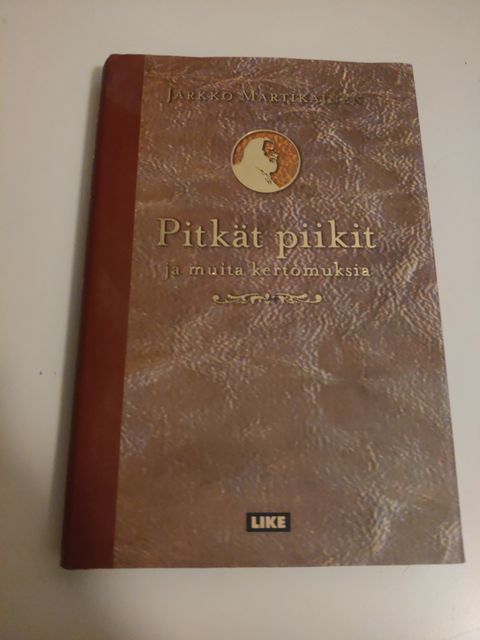 JARKKO MARTIKAINEN
Pitkät piikit
ja muita kertomuksia
LIKE